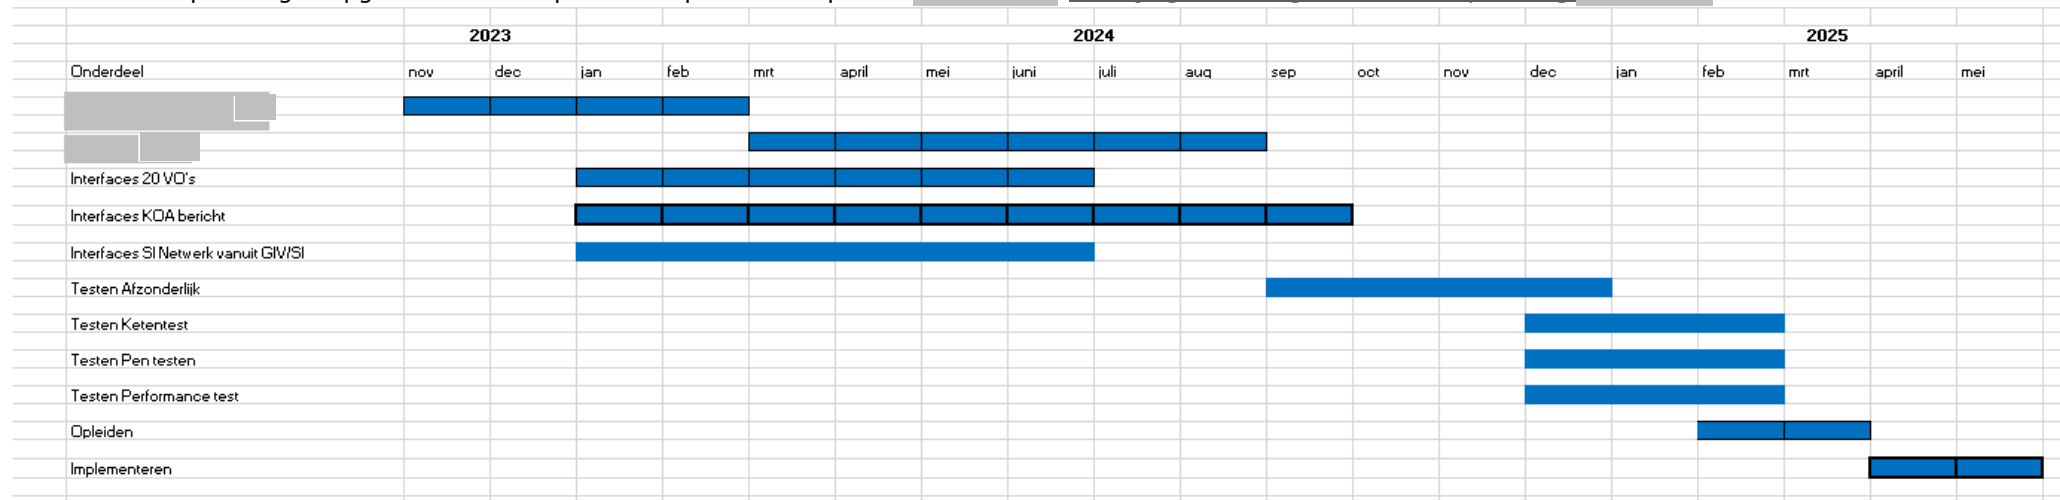 2023 2024 2025
Onderdeel nov dec jan feb mrt april mei juni juli aug sep oct nov dec jan feb mrt april mei
Interfaces 20 VO's
Interfaces KOA bericht
Interfaces SI Netwerk vanuit GIV/SI
Testen Afzonderlijk
Testen Ketentest
Testen Pen testen
Testen Performance test
Opleiden
Implementeren